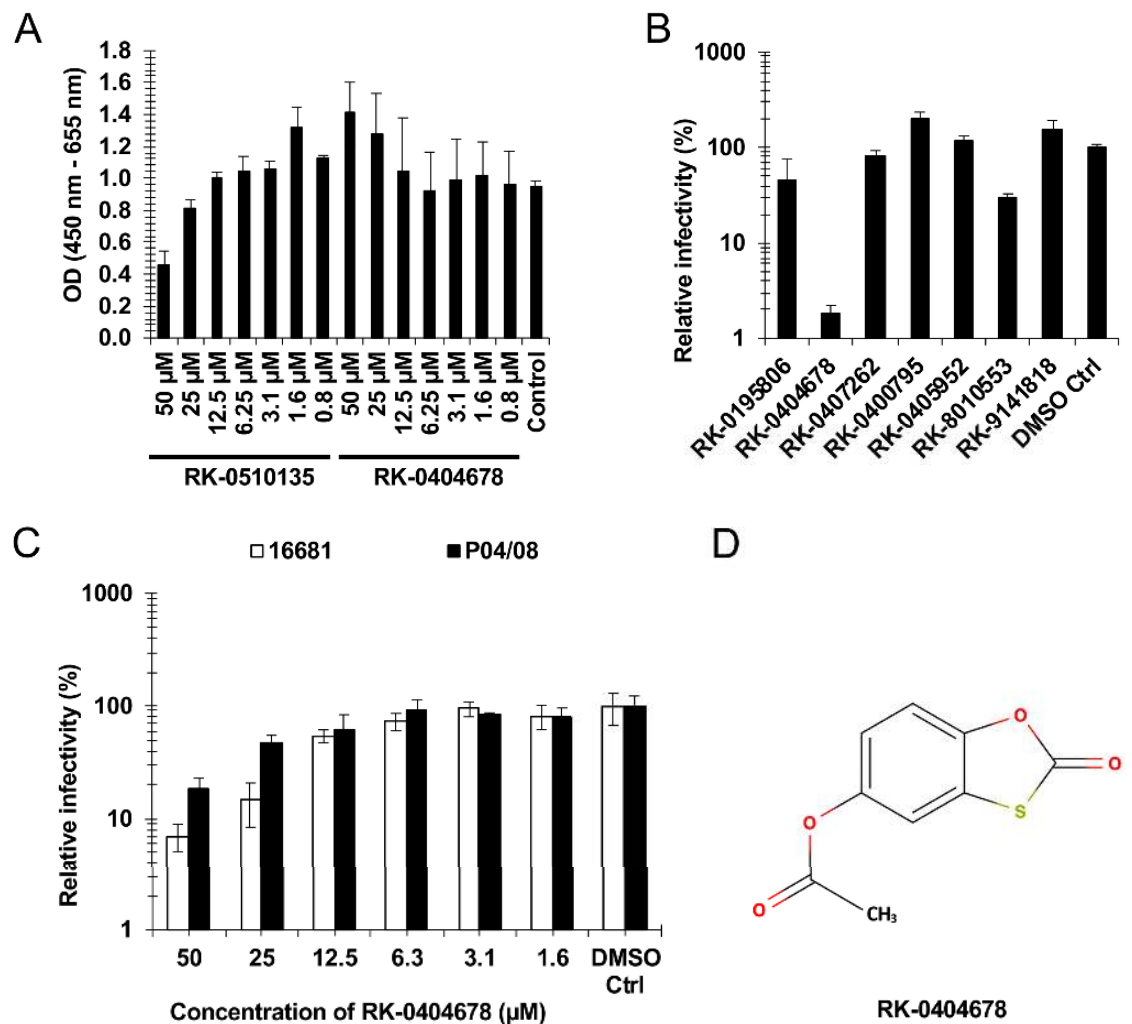 A
1.8
1.6
1.4
1.2
1.0
0.8
0.6
0.4
0.2
0.0
OD (450 nm - 655 nm)
50 µM
25 µM
12.5 µM
6.25 µM
3.1 µM
1.6 µM
0.8 µM
50 µM
25 µM
12.5 µM
6.25 µM
3.1 µM
1.6 µM
0.8 µM
Control
RK-0510135
RK-0404678
B
1000
100
10
1
Relative infectivity (%)
RK-0195806
RK-0404678
RK-0407262
RK-0400795
RK-0405952
RK-8010553
RK-9141818
DMSO Ctrl
C
16681
P04/08
1000
100
10
1
Relative infectivity (%)
50
25
12.5
6.3
3.1
1.6
DMSO
Ctrl
Concentration of RK-0404678 (µM)
D
O
O
S
O
O
CH3
RK-0404678